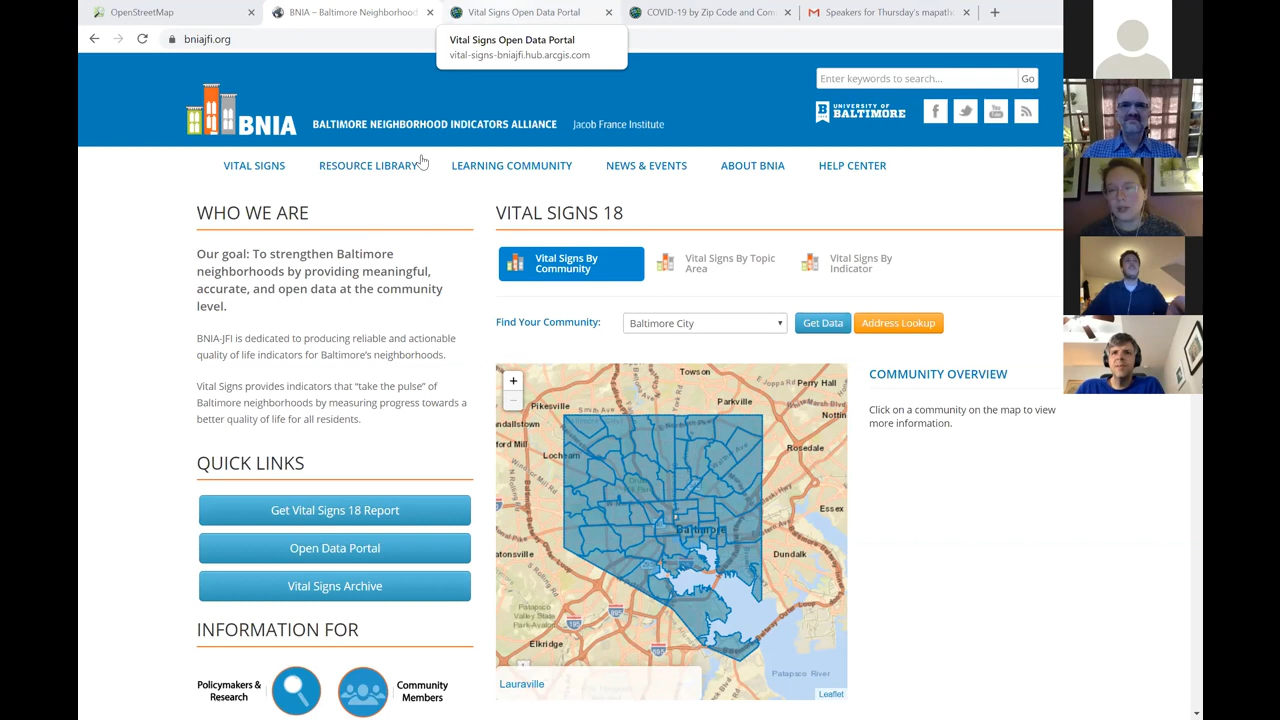 OpenStreetMap
BNIA – Baltimore Neighborhood
Vital Signs Open Data Portal
COVID-19 by Zip Code and Com
Speakers for Thursday's mapath
bniajfi.org
Vital Signs Open Data Portal
vital-signs-bniajfi.hub.arcgis.com
Enter keywords to search...
Go
BNIA
BALTIMORE NEIGHBORHOOD INDICATORS ALLIANCE
Jacob France Institute
UNIVERSITY OF
BALTIMORE
VITAL SIGNS
RESOURCE LIBRARY
LEARNING COMMUNITY
NEWS & EVENTS
ABOUT BNIA
HELP CENTER
WHO WE ARE
Our goal: To strengthen Baltimore
neighborhoods by providing meaningful,
accurate, and open data at the community
level.
BNIA-JFI is dedicated to producing reliable and actionable
quality of life indicators for Baltimore's neighborhoods.
Vital Signs provides indicators that “take the pulse” of
Baltimore neighborhoods by measuring progress towards a
better quality of life for all residents.
QUICK LINKS
Get Vital Signs 18 Report
Open Data Portal
Vital Signs Archive
INFORMATION FOR
Policymakers &
Research
Community
Members
VITAL SIGNS 18
Vital Signs By
Community
Vital Signs By Topic
Area
Vital Signs By
Indicator
Find Your Community:
Baltimore City
Get Data
Address Lookup
+
Towson
Perry Hall
Pikesville
Parkville
Nottin
ndallstown
Rosedale
Lochearn
Essex
Baltimore
Dundalk
atonsville
Patapsco
Valley State
Park
Elkridge
Patapsco River
Lauraville
Leaflet
COMMUNITY OVERVIEW
Click on a community on the map to view
more information.